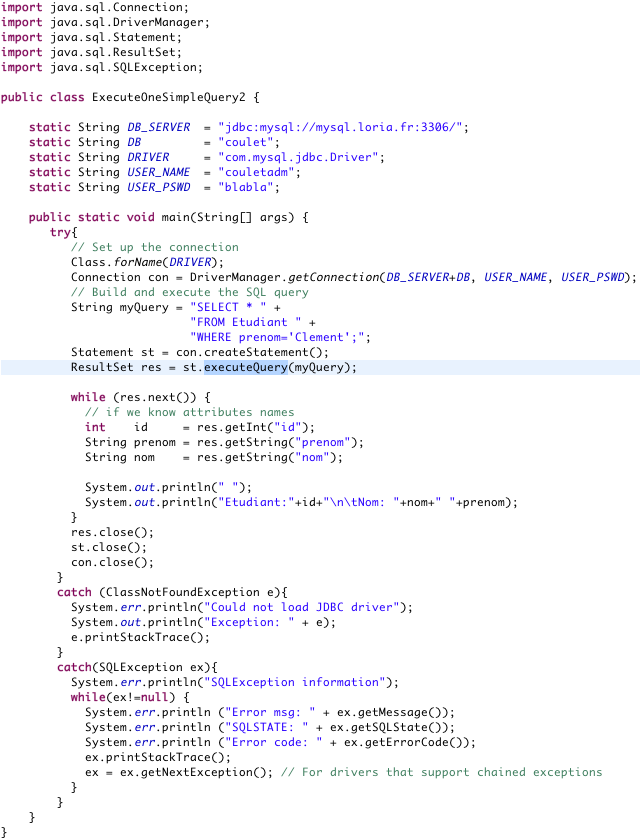 import java.sql.Connection;
import java.sql.DriverManager;
import java.sql.Statement;
import java.sql.ResultSet;
import java.sql.SQLException;

public class ExecuteOneSimpleQuery2 {

    static String DB_SERVER  = "jdbc:mysql://mysql.loria.fr:3306/";
    static String DB         = "coulet";
    static String DRIVER     = "com.mysql.jdbc.Driver";
    static String USER_NAME  = "couletadm";
    static String USER_PSWD  = "blabla";

    public static void main(String[] args) {
       try{
          // Set up the connection
          Class.forName(DRIVER);
          Connection con = DriverManager.getConnection(DB_SERVER+DB, USER_NAME, USER_PSWD);
          // Build and execute the SQL query
          String myQuery = "SELECT * " +
                           "FROM Etudiant " +
                           "WHERE prenom='Clement';";
          Statement st = con.createStatement();
          ResultSet res = st.executeQuery(myQuery);

          while (res.next()) {
            // if we know attributes names
            int    id     = res.getInt("id");
            String prenom = res.getString("prenom");
            String nom    = res.getString("nom");

            System.out.println(" ");
            System.out.println("Etudiant:"+id+"\n\tNom: "+nom+" "+prenom);
          }
          res.close();
          st.close();
          con.close();
        }
        catch (ClassNotFoundException e){
          System.err.println("Could not load JDBC driver");
          System.out.println("Exception: " + e);
          e.printStackTrace();
        }
        catch(SQLException ex){
          System.err.println("SQLException information");
          while(ex!=null) {
            System.err.println ("Error msg: " + ex.getMessage());
            System.err.println ("SQLSTATE: " + ex.getSQLState());
            System.err.println ("Error code: " + ex.getErrorCode());
            ex.printStackTrace();
            ex = ex.getNextException(); // For drivers that support chained exceptions
          }
        }
    }
}